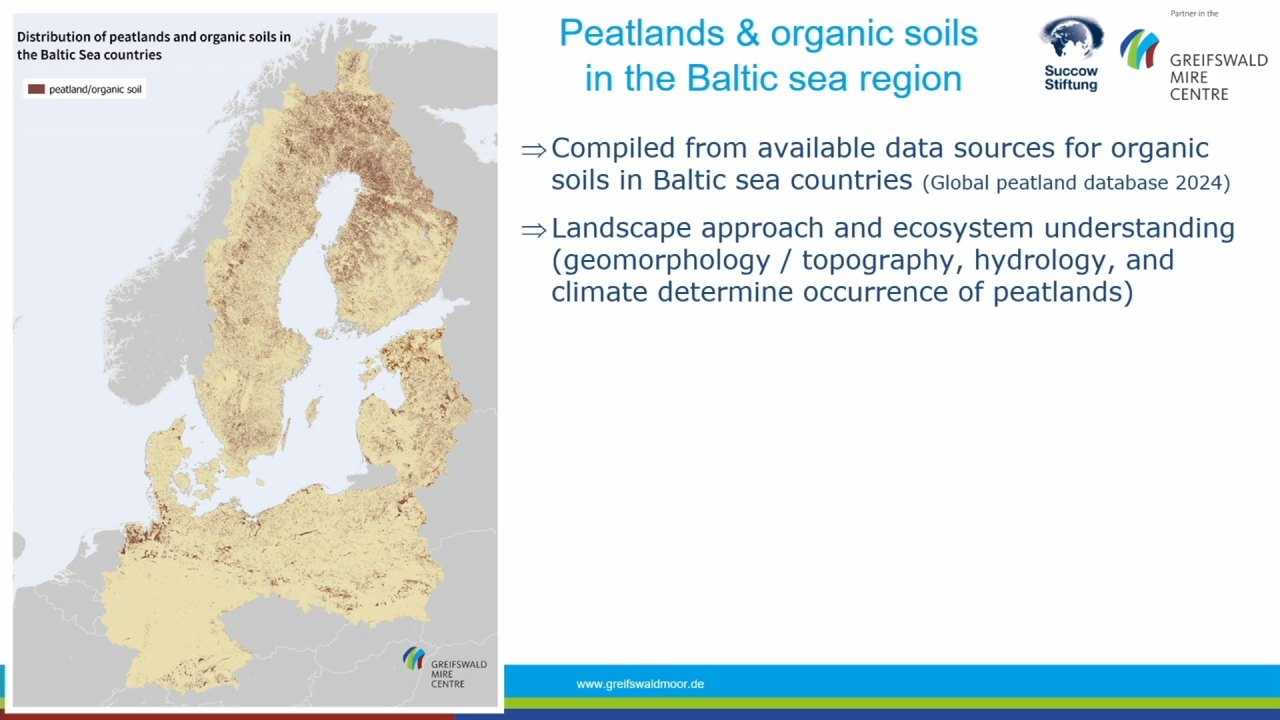 Distribution of peatlands and organic soils in
the Baltic Sea countries
peatland/organic soil
GREIFSWALD
MIRE
CENTRE
Peatlands & organic soils
in the Baltic sea region
Succow
Stiftung
Partner in the
GREIFSWALD
MIRE
CENTRE
⇒ Compiled from available data sources for organic
soils in Baltic sea countries (Global peatland database 2024)
⇒ Landscape approach and ecosystem understanding
(geomorphology / topography, hydrology, and
climate determine occurrence of peatlands)
www.greifswaldmoor.de